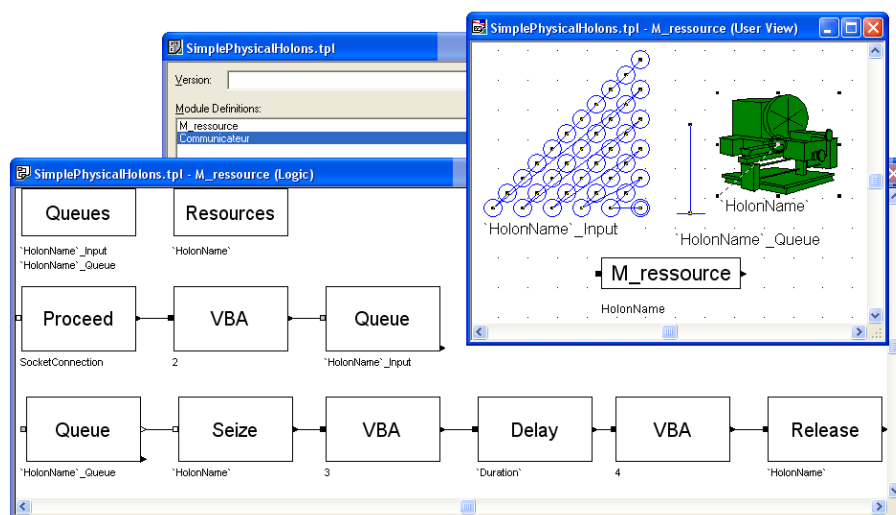 SimplePhysicalHolons.tpl
Version:
Module Definitions:
M_ressource
Communicateur
SimplePhysicalHolons.tpl - M_ressource (User View)
`HolonName`
`HolonName`_Input
`HolonName`_Queue
M_ressource
HolonName
SimplePhysicalHolons.tpl - M_ressource (Logic)
Queues
Resources
`HolonName`_Input
`HolonName`
`HolonName`_Queue
Proceed
VBA
Queue
SocketConnection
2
`HolonName`_Input
Queue
Seize
VBA
Delay
VBA
Release
`HolonName`_Queue
`HolonName`
3
`Duration`
4
`HolonName`